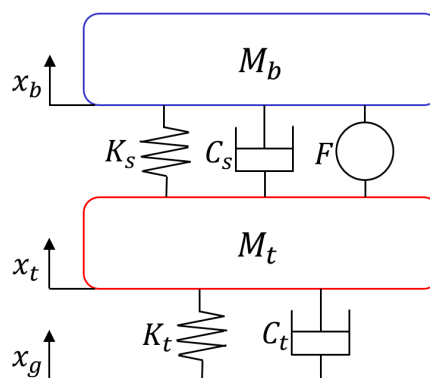 M_b
x_b
K_s C_s F
M_t
x_t
K_t C_t
x_g